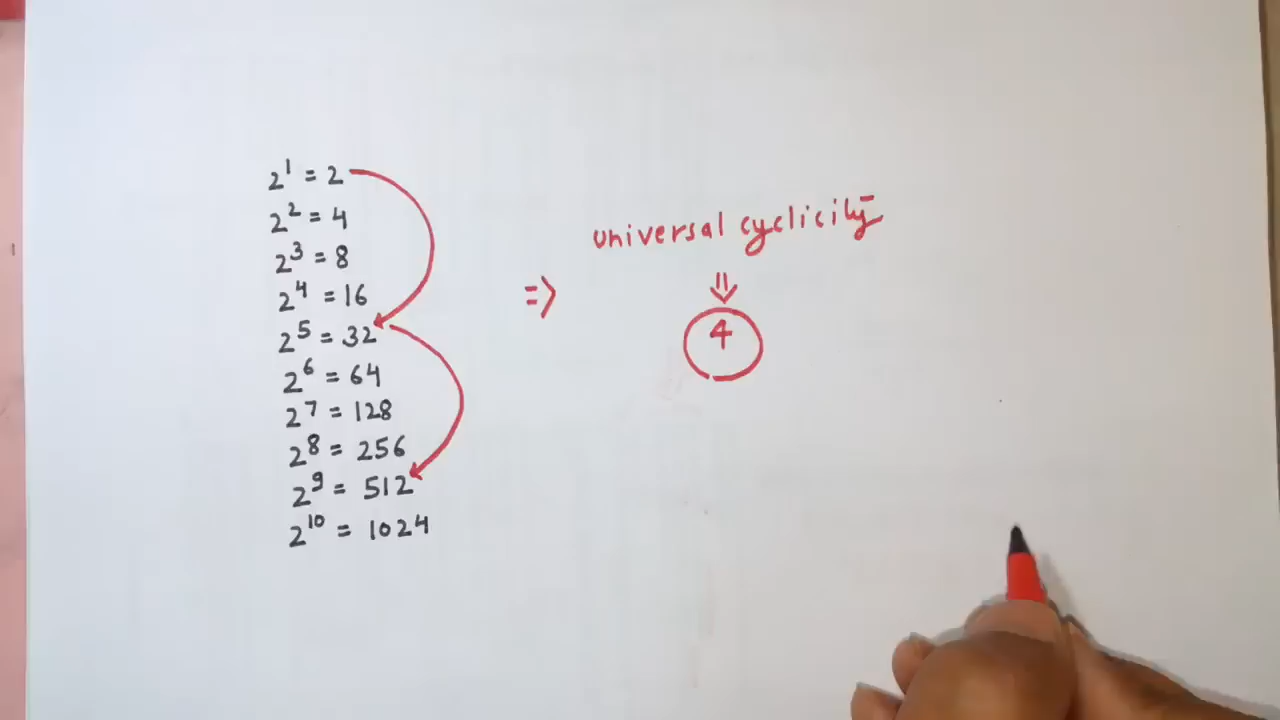 2¹ = 2
2² = 4
2³ = 8
2⁴ = 16
2⁵ = 32
2⁶ = 64
2⁷ = 128
2⁸ = 256
2⁹ = 512
2¹⁰ = 1024
=> universal cyclicity
⇓
4